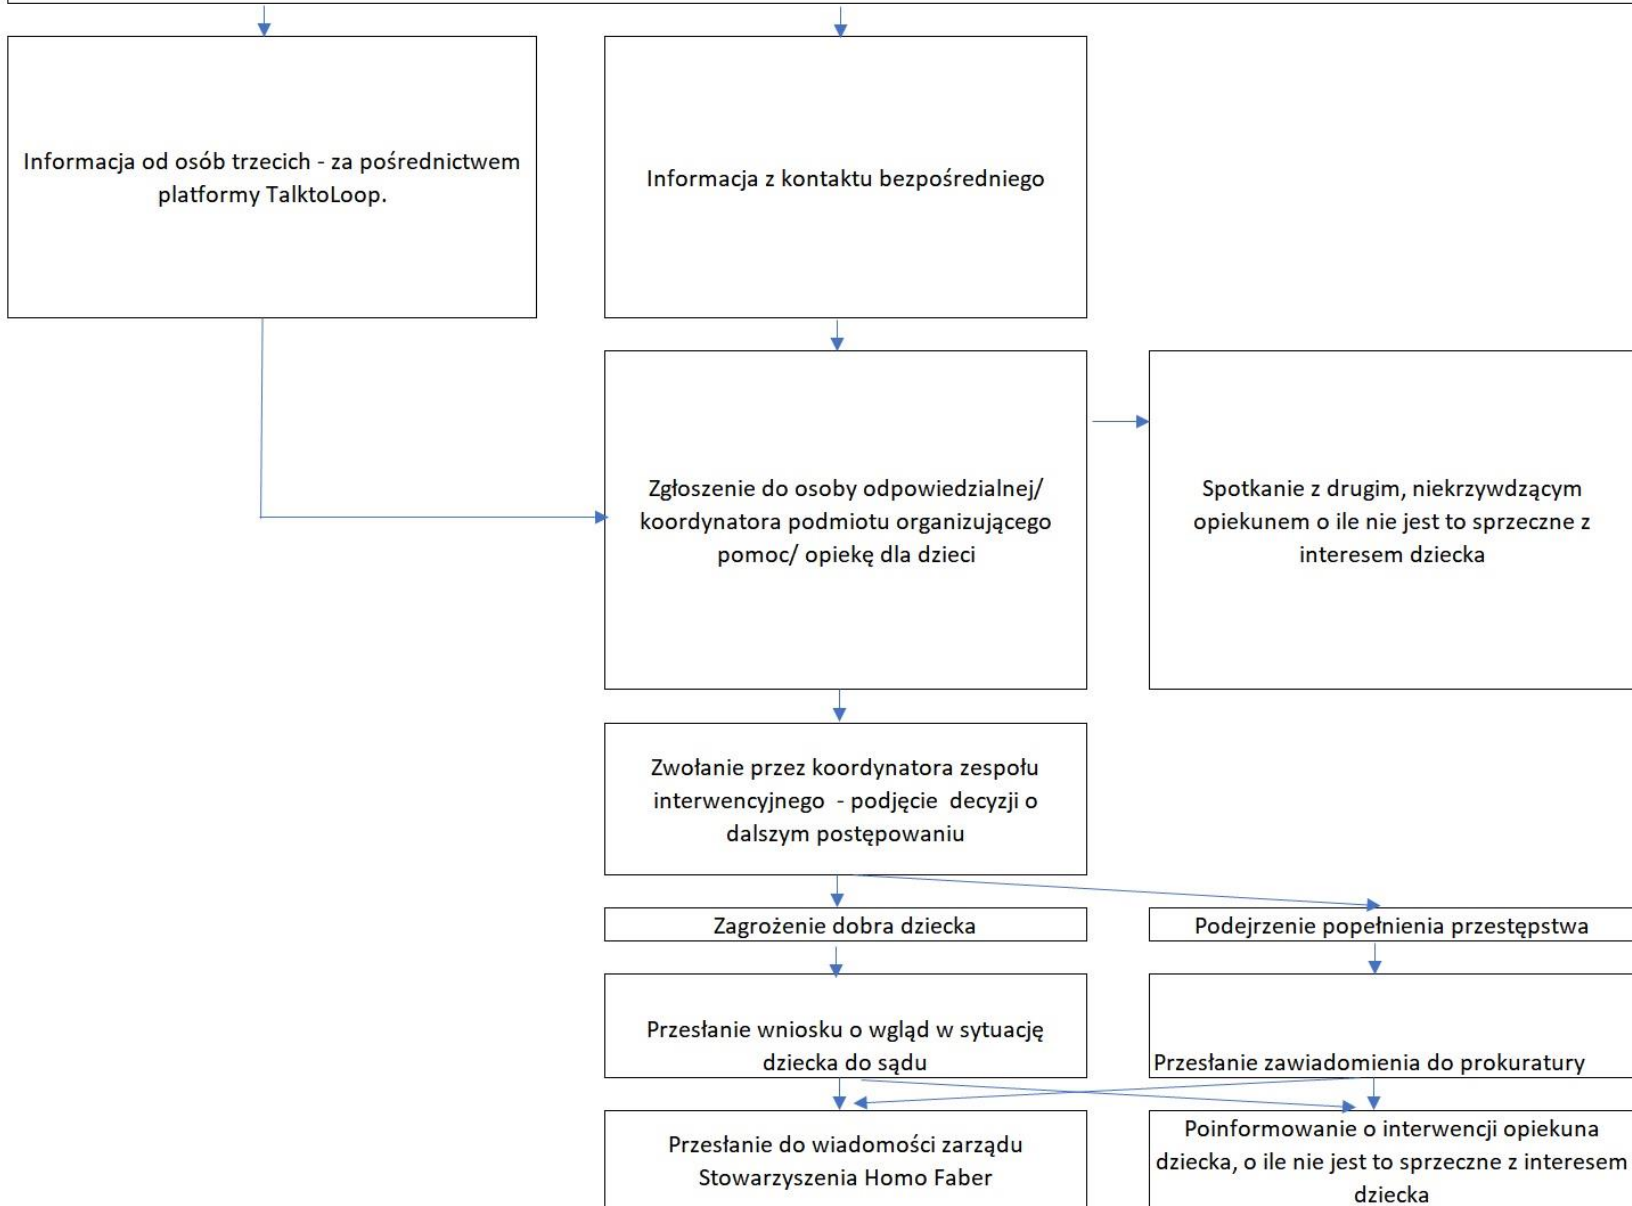 Informacja od osób trzecich - za pośrednictwem
platformy TalktoLoop.
Informacja z kontaktu bezpośredniego
Zgłoszenie do osoby odpowiedzialnej/
koordynatora podmiotu organizującego
pomoc/ opiekę dla dzieci
Spotkanie z drugim, niekrzywdzącym
opiekunem o ile nie jest to sprzeczne z
interesem dziecka
Zwołanie przez koordynatora zespołu
interwencyjnego - podjęcie decyzji o
dalszym postępowaniu
Zagrożenie dobra dziecka
Podejrzenie popełnienia przestępstwa
Przesłanie wniosku o wgląd w sytuację
dziecka do sądu
Przesłanie zawiadomienia do prokuratury
Przesłanie do wiadomości zarządu
Stowarzyszenia Homo Faber
Poinformowanie o interwencji opiekuna
dziecka, o ile nie jest to sprzeczne z interesem
dziecka